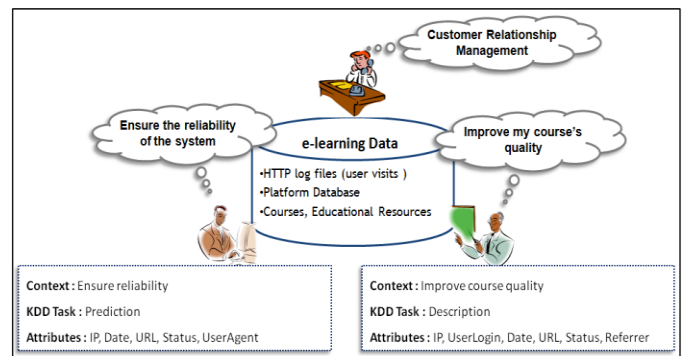 Customer Relationship
Management
Ensure the reliability
of the system
Improve my course's
quality
e-learning Data
•HTTP log files (user visits )
•Platform Database
•Courses, Educational Resources
Context : Ensure reliability
KDD Task : Prediction
Attributes : IP, Date, URL, Status, UserAgent
Context : Improve course quality
KDD Task : Description
Attributes : IP, UserLogin, Date, URL, Status, Referrer